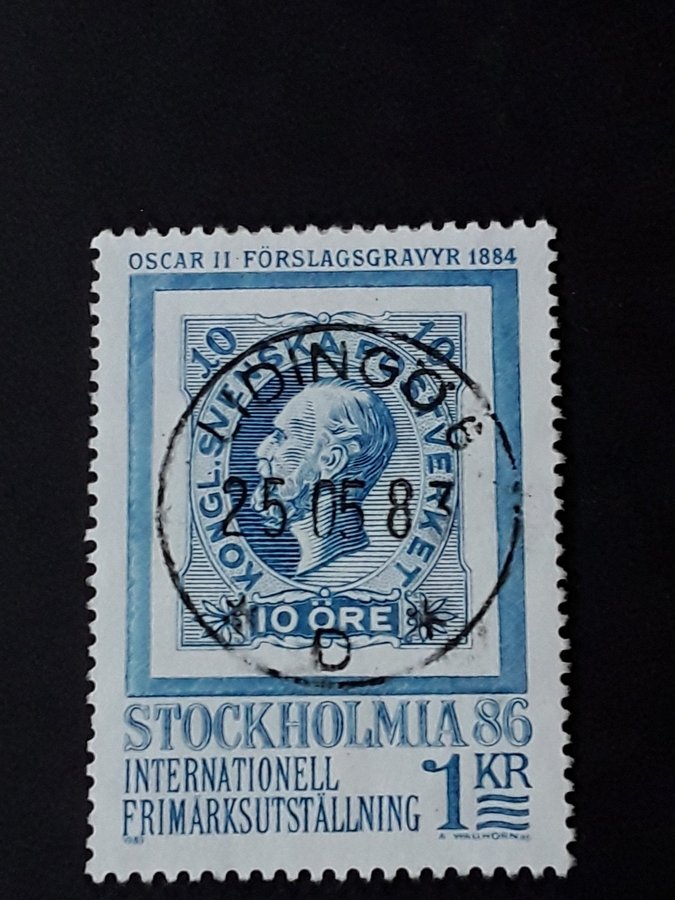 OSCAR II · FÖRSLAGSGRAVYR 1884
10 10
KONGL. SVENSKA POSTVERKET
LIDINGÖ 6
25 05 8
10 ÖRE
D
STOCKHOLMIA 86
INTERNATIONELL
FRIMÄRKSUTSTÄLLNING
1 KR